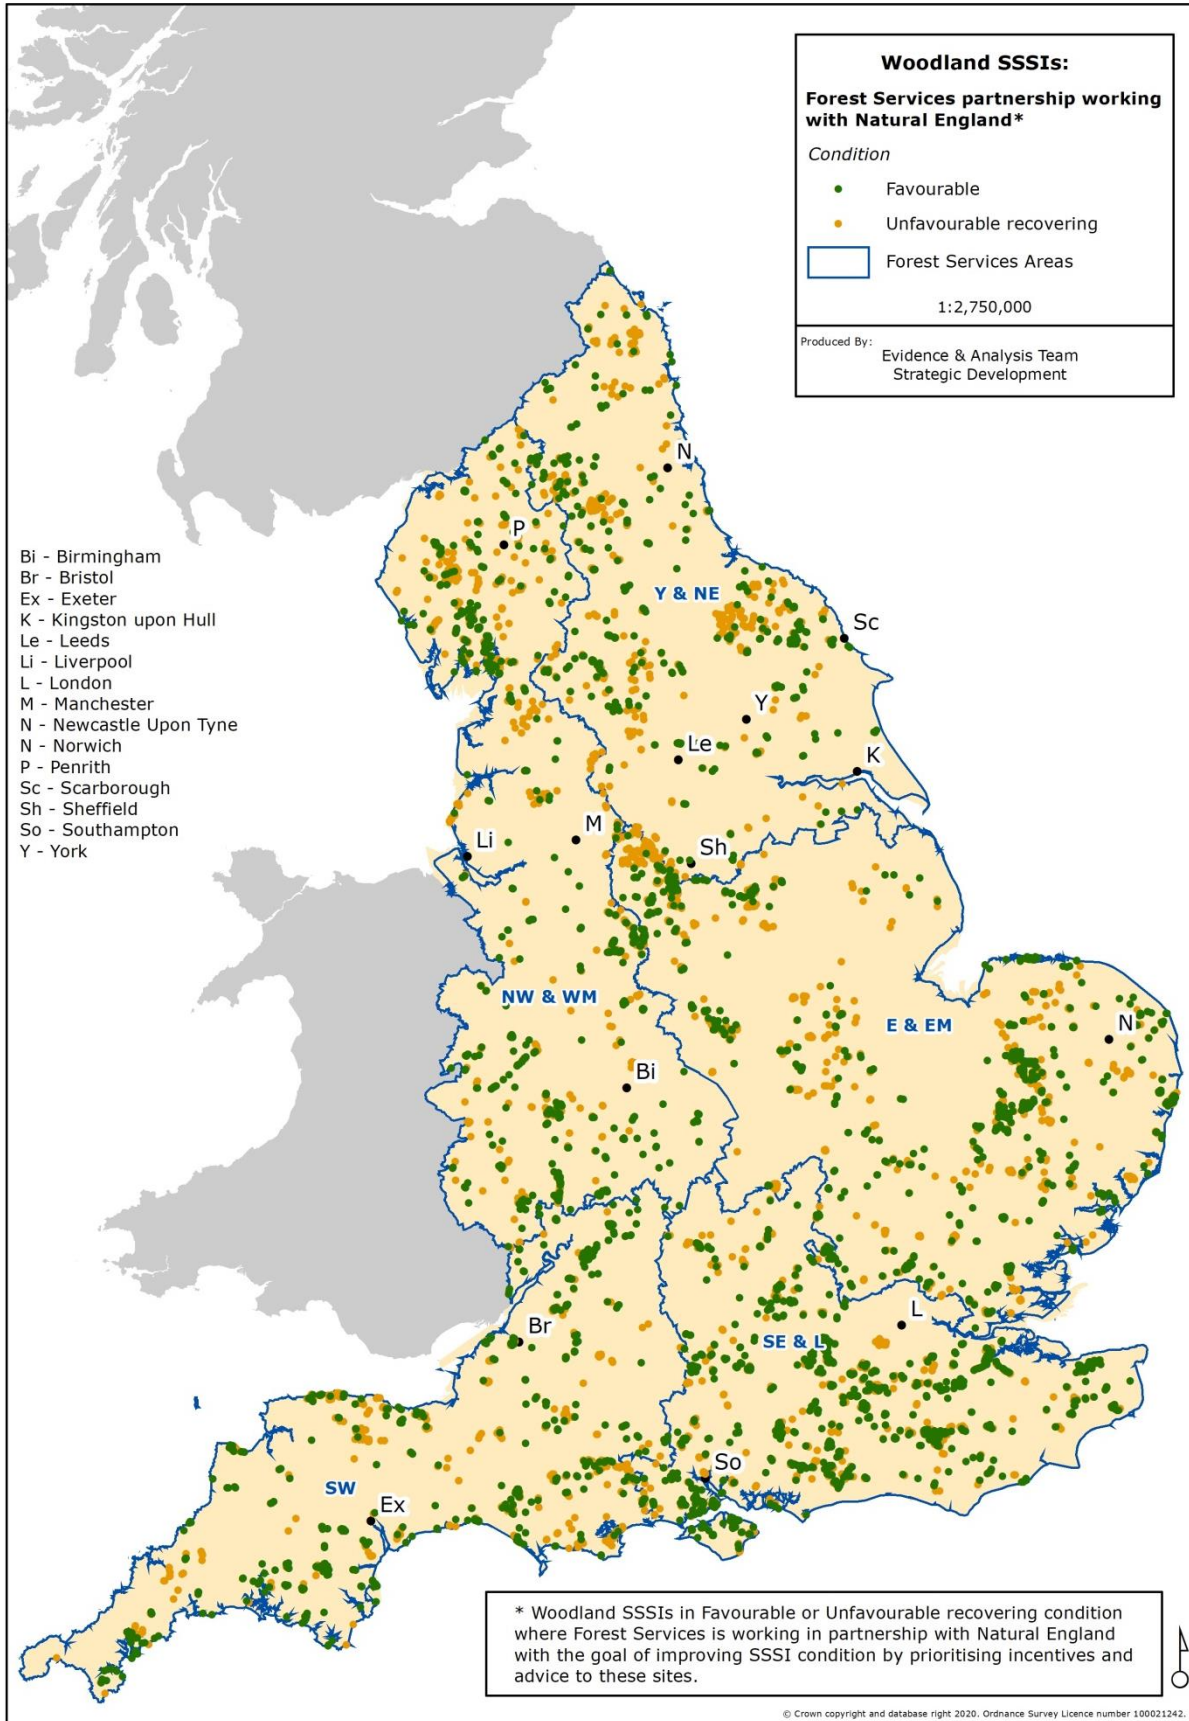 Woodland SSSIs:
Forest Services partnership working
with Natural England*
Condition
Favourable
Unfavourable recovering
Forest Services Areas
1:2,750,000
Produced By:
Evidence & Analysis Team
Strategic Development
N
P
Bi - Birmingham
Br - Bristol
Ex - Exeter
K - Kingston upon Hull
Le - Leeds
Li - Liverpool
L - London
M - Manchester
N - Newcastle Upon Tyne
N - Norwich
P - Penrith
Sc - Scarborough
Sh - Sheffield
So - Southampton
Y - York
Y & NE
Sc
Y
Le
K
M
Li
Sh
NW & WM
E & EM
N
Bi
L
Br
SE & L
So
SW
Ex
* Woodland SSSIs in Favourable or Unfavourable recovering condition
where Forest Services is working in partnership with Natural England
with the goal of improving SSSI condition by prioritising incentives and
advice to these sites.
© Crown copyright and database right 2020. Ordnance Survey Licence number 100021242.